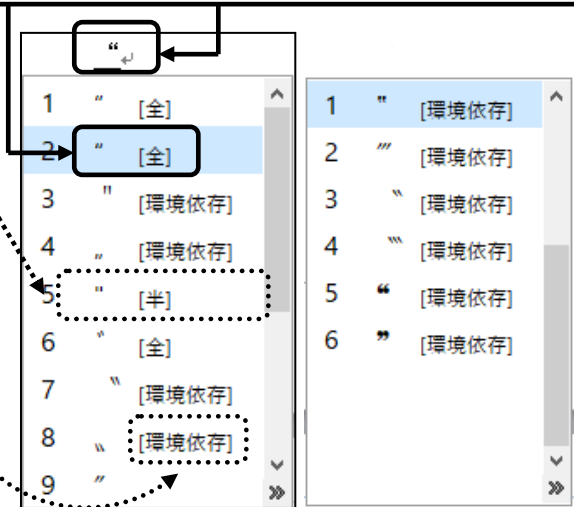 “↵
1 ” [全]
2 “ [全]
3 " [環境依存]
4 „ [環境依存]
5 " [半]
6 〝 [全]
7 [環境依存]
8 [環境依存]
9 〃
1 [環境依存]
2 ‴ [環境依存]
3 ‶ [環境依存]
4 ‷ [環境依存]
5 ❝ [環境依存]
6 ❞ [環境依存]